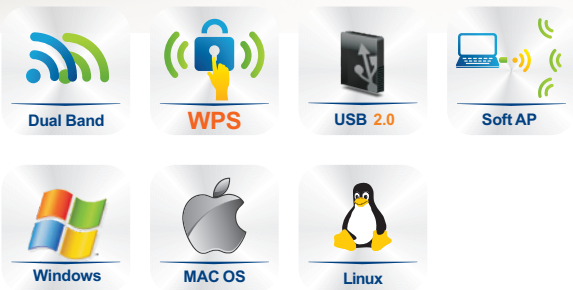 Dual Band
WPS
USB 2.0
Soft AP
Windows
MAC OS
Linux